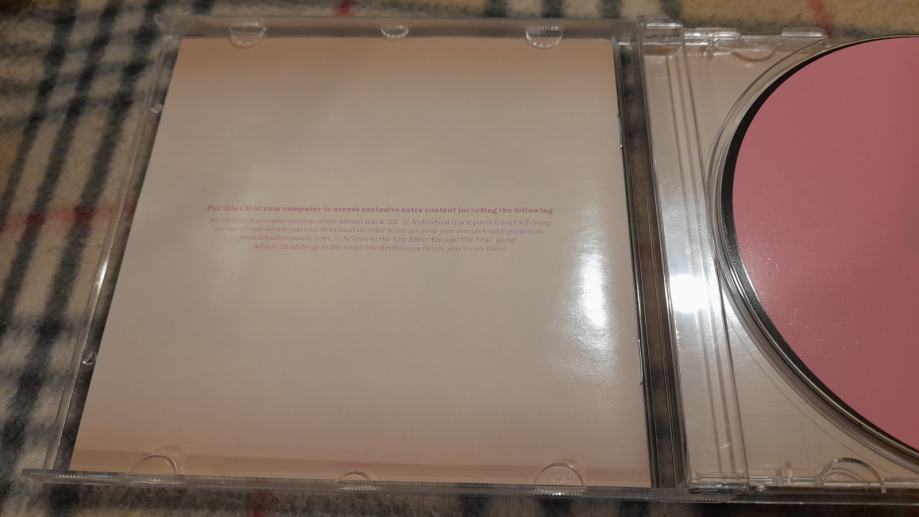 Put this CD in your computer to access exclusive extra content including the following:
An exclusive acoustic version of the album track '22' // Individual track parts from each song
on the album which you can download in order to create your own remixes to be played on
www.lilyallenmusic.com // Access to the Lily Allen 'Escape The Fear' game
which all adds up to the most wonderful experience you'll ever have!